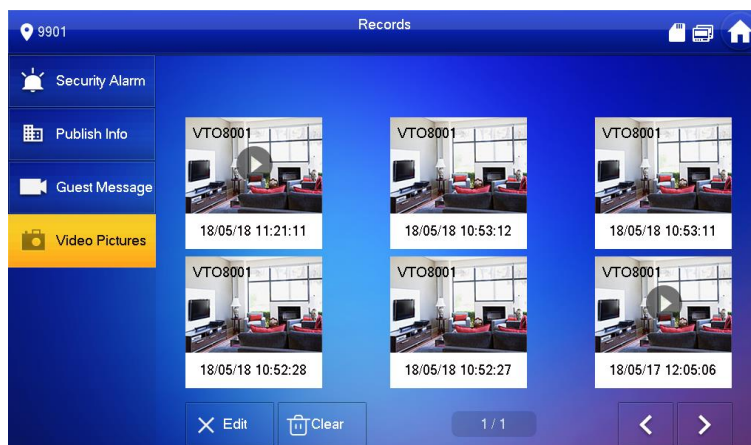 9901
Records
Security Alarm
Publish Info
Guest Message
Video Pictures
VTO8001
VTO8001
VTO8001
18/05/18 11:21:11
18/05/18 10:53:12
18/05/18 10:53:11
VTO8001
VTO8001
VTO8001
18/05/18 10:52:28
18/05/18 10:52:27
18/05/17 12:05:06
Edit
Clear
1/1